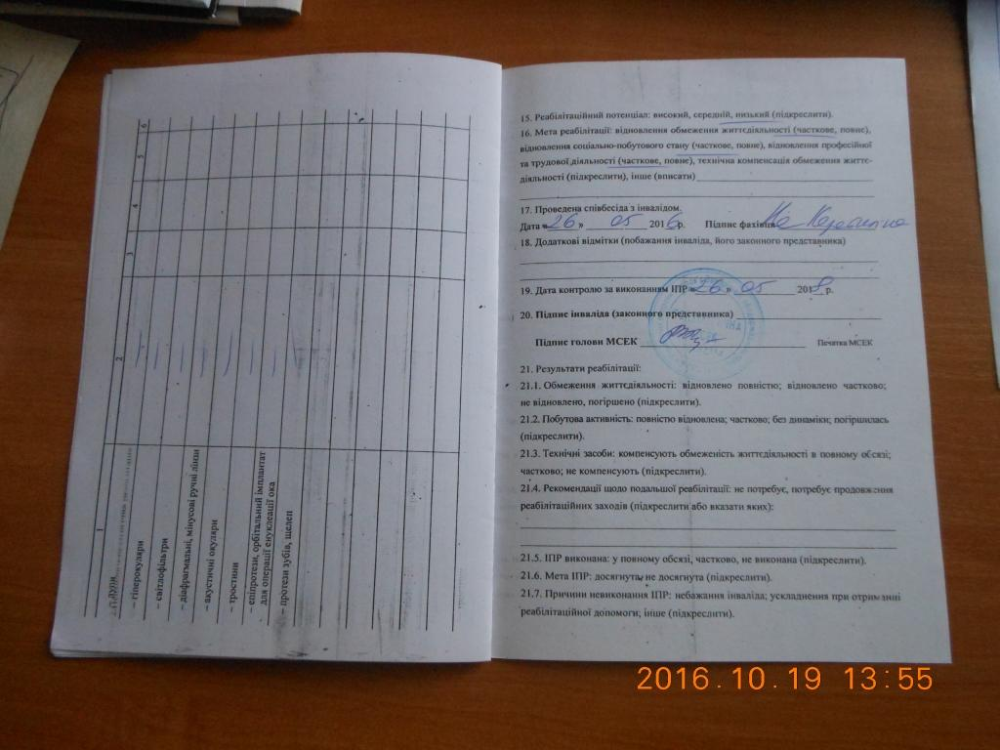 1
2
3
4
5
6
– лупи
– гіперокуляри
– світлофільтри
– діафрагмальні, мінусові ручні лінзи
– акустичні окуляри
– тростини
– епіпротези, орбітальний імплантат
для операції енуклеації ока
– протези зубів, щелеп
15. Реабілітаційний потенціал: високий, середній, низький (підкреслити).
16. Мета реабілітації: відновлення обмеження життєдіяльності (часткове, повне),
відновлення соціально-побутового стану (часткове, повне), відновлення професійної
та трудової діяльності (часткове, повне), технічна компенсація обмеження життє-
діяльності (підкреслити), інше (вписати)
17. Проведена співбесіда з інвалідом.
Дата «26» 05 2016р. Підпис фахівця
18. Додаткові відмітки (побажання інваліда, його законного представника)
19. Дата контролю за виконанням ІПР «26» 05 2018 р.
20. Підпис інваліда (законного представника)
Підпис голови МСЕК Печатка МСЕК
21. Результати реабілітації:
21.1. Обмеження життєдіяльності: відновлено повністю; відновлено частково;
не відновлено, погіршено (підкреслити).
21.2. Побутова активність: повністю відновлена; частково; без динаміки; погіршилась
(підкреслити).
21.3. Технічні засоби: компенсують обмеженість життєдіяльності в повному обсязі;
частково; не компенсують (підкреслити).
21.4. Рекомендації щодо подальшої реабілітації: не потребує, потребує продовження
реабілітаційних заходів (підкреслити або вказати яких):
21.5. ІПР виконана: у повному обсязі, частково, не виконана (підкреслити).
21.6. Мета ІПР: досягнута, не досягнута (підкреслити).
21.7. Причини невиконання ІПР: небажання інваліда; ускладнення при отриманні
реабілітаційної допомоги; інше (підкреслити).
2016.10.19 13:55